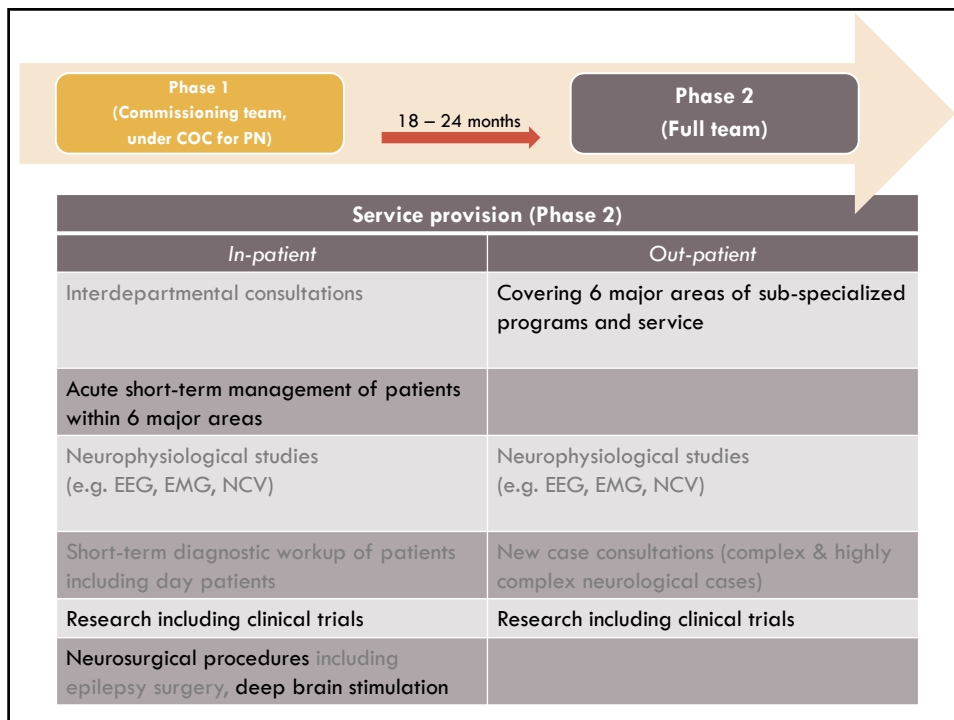 Phase 1
(Commissioning team,
under COC for PN)
18 – 24 months
Phase 2
(Full team)
Service provision (Phase 2)
In-patient
Out-patient
Interdepartmental consultations
Covering 6 major areas of sub-specialized
programs and service
Acute short-term management of patients
within 6 major areas
Neurophysiological studies
(e.g. EEG, EMG, NCV)
Neurophysiological studies
(e.g. EEG, EMG, NCV)
Short-term diagnostic workup of patients
including day patients
New case consultations (complex & highly
complex neurological cases)
Research including clinical trials
Research including clinical trials
Neurosurgical procedures including
epilepsy surgery, deep brain stimulation